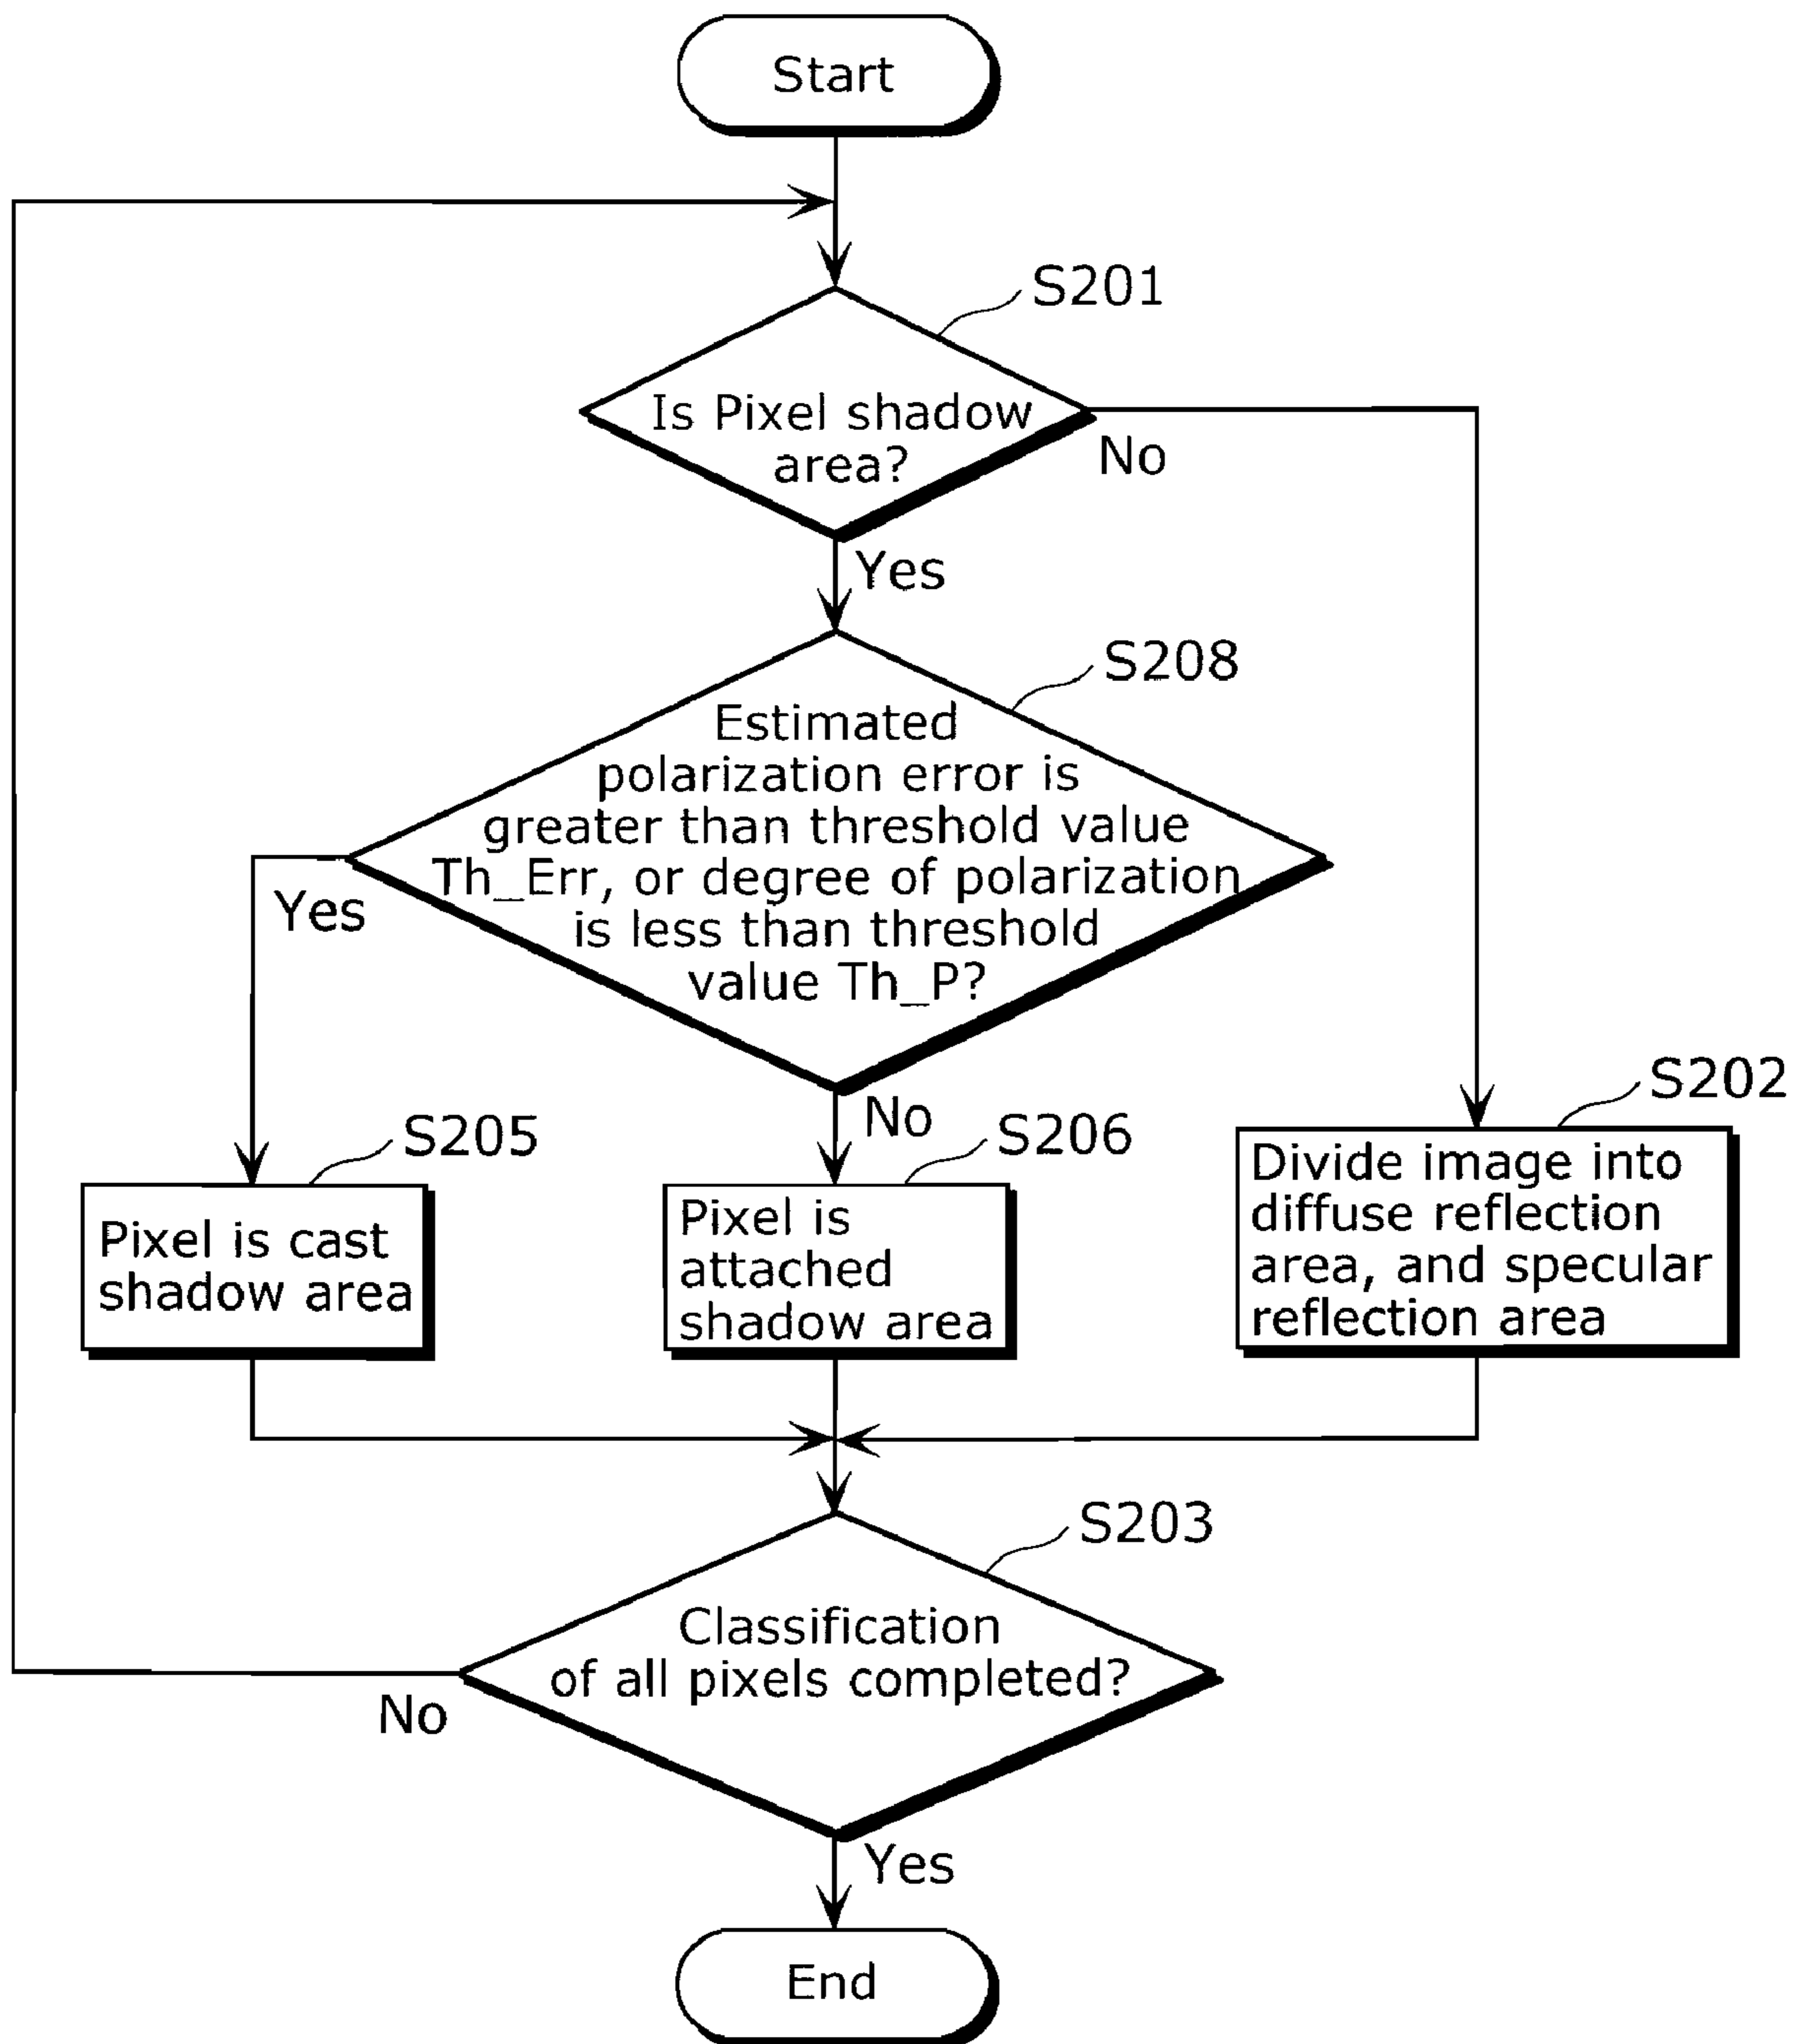 Start
S201
Is Pixel shadow
area?
No
Yes
S208
Estimated
polarization error is
greater than threshold value
Th_Err, or degree of polarization
is less than threshold
value Th_P?
Yes
No
S205
Pixel is cast
shadow area
S206
Pixel is
attached
shadow area
S202
Divide image into
diffuse reflection
area, and specular
reflection area
S203
Classification
of all pixels completed?
No
Yes
End